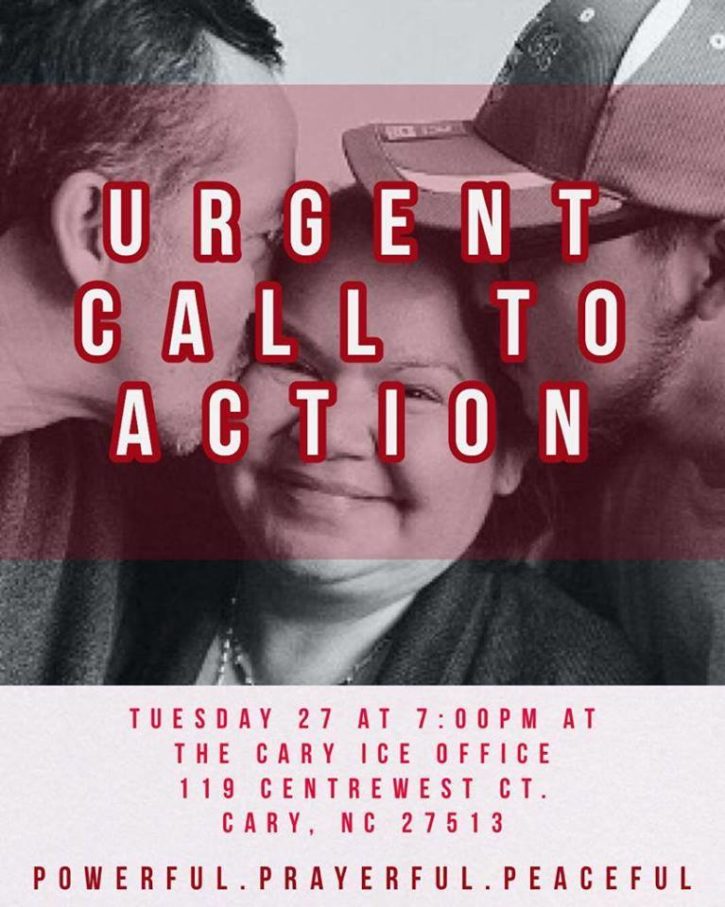 URGENT
CALL TO
ACTION
TUESDAY 27 AT 7:00PM AT
THE CARY ICE OFFICE
119 CENTREWEST CT.
CARY, NC 27513
POWERFUL.PRAYERFUL.PEACEFUL